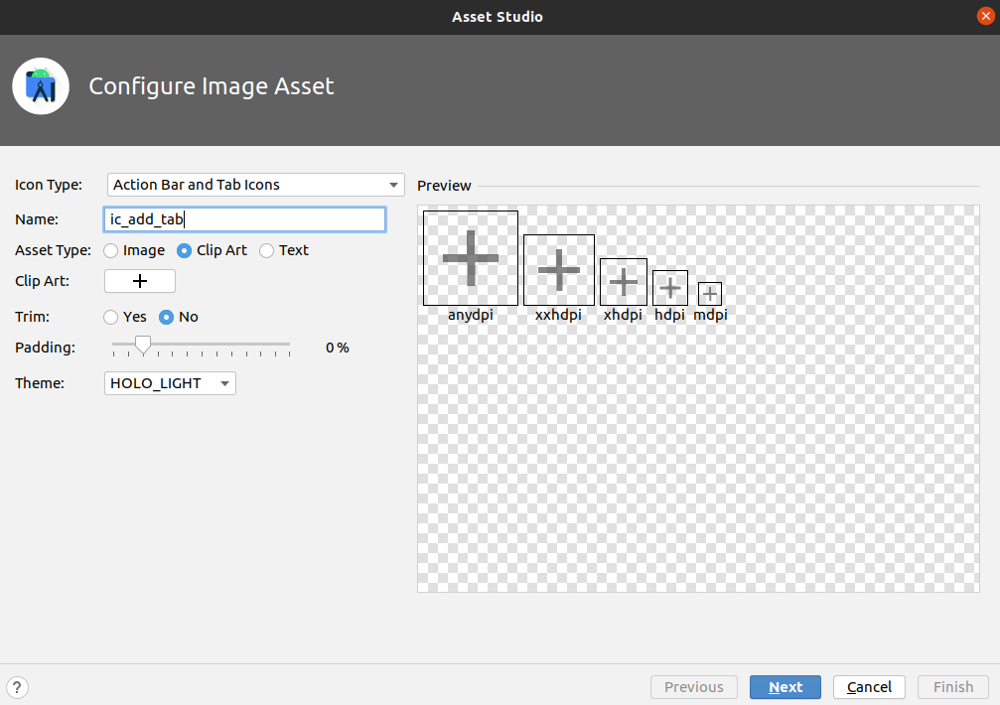 Asset Studio
Configure Image Asset
Icon Type: Action Bar and Tab Icons
Name: ic_add_tab
Asset Type: Image Clip Art Text
Clip Art:
Trim: Yes No
Padding: 0 %
Theme: HOLO_LIGHT
Preview
anydpi xxhdpi xhdpi hdpi mdpi
? Previous Next Cancel Finish